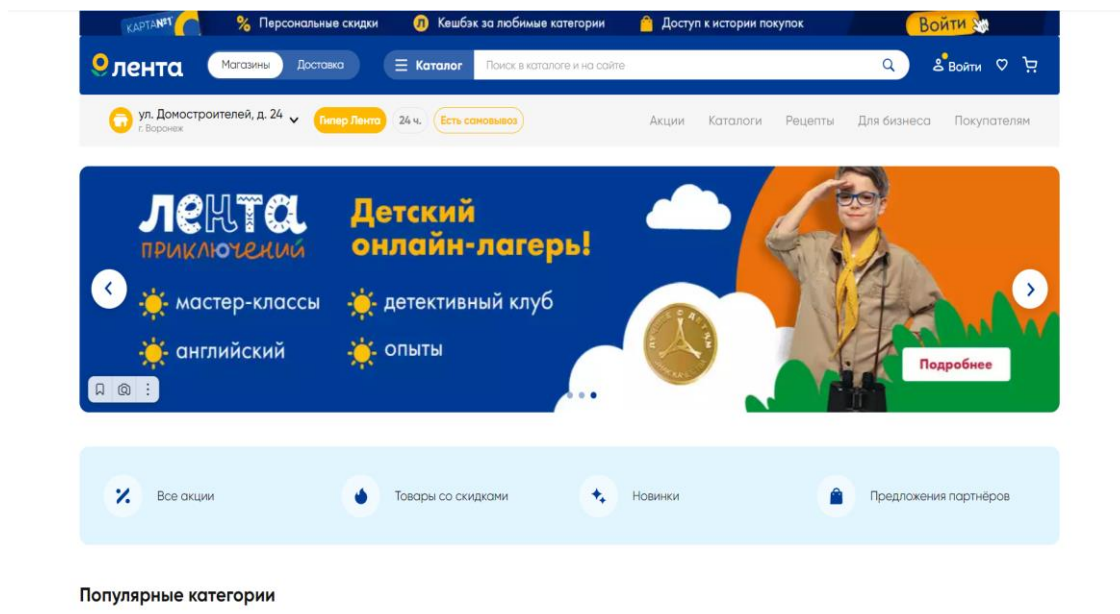 КАРТА№1
% Персональные скидки
Кешбэк за любимые категории
Доступ к истории покупок
Войти
лента
Магазины
Доставка
Каталог
Поиск в каталоге и на сайте
Войти
ул. Домостроителей, д. 24
г. Воронеж
Гипер Лента
24 ч.
Есть самовывоз
Акции
Каталоги
Рецепты
Для бизнеса
Покупателям
лента
приключений
Детский
онлайн-лагерь!
мастер-классы
детективный клуб
английский
опыты
Подробнее
Все акции
Товары со скидками
Новинки
Предложения партнёров
Популярные категории